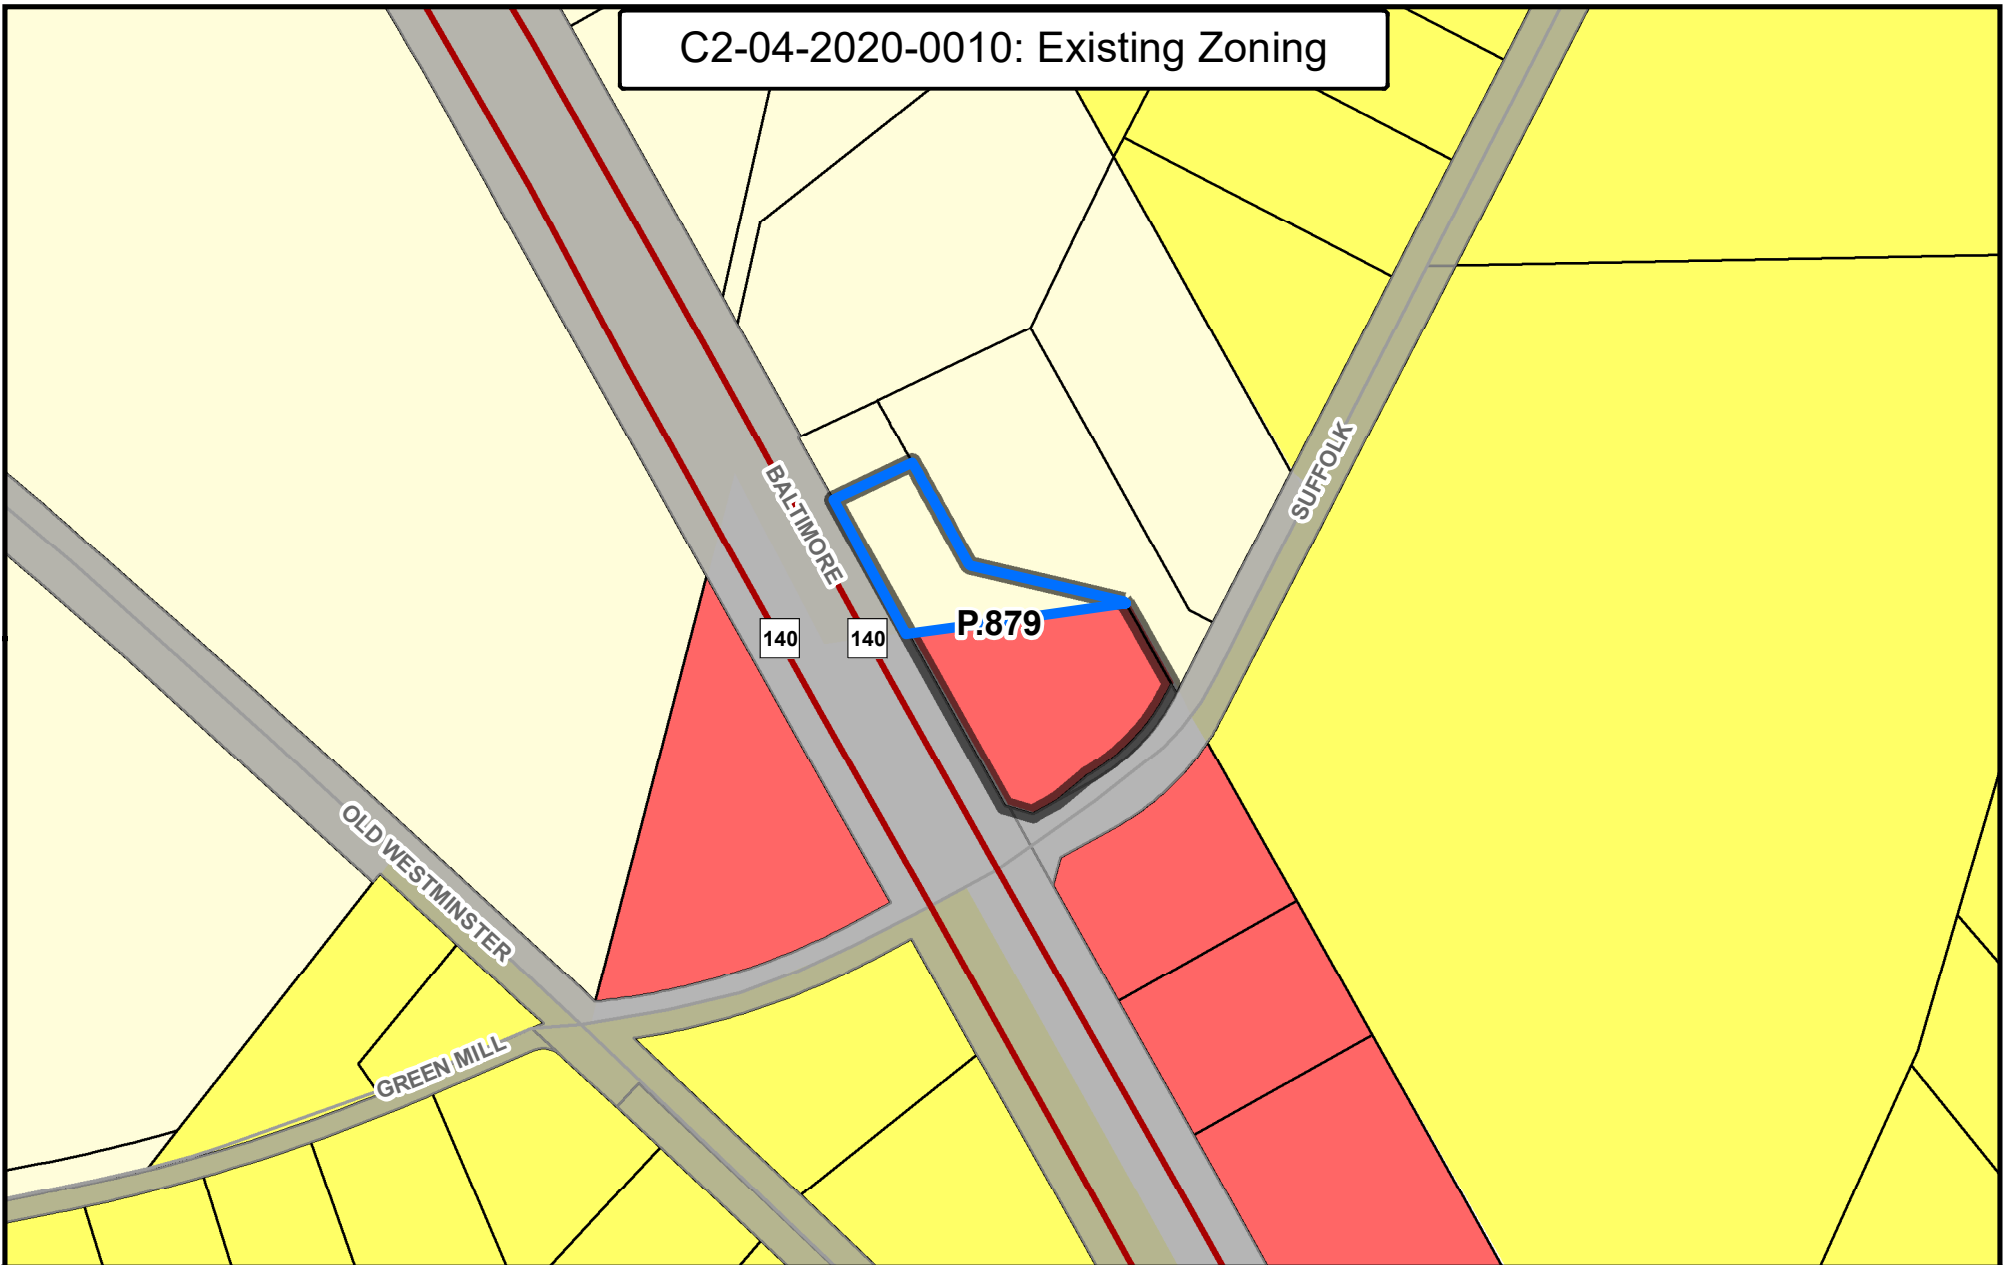 C2-04-2020-0010: Existing Zoning
BALTIMORE
SUFFOLK
P.879
140
140
OLD WESTMINSTER
GREEN MILL